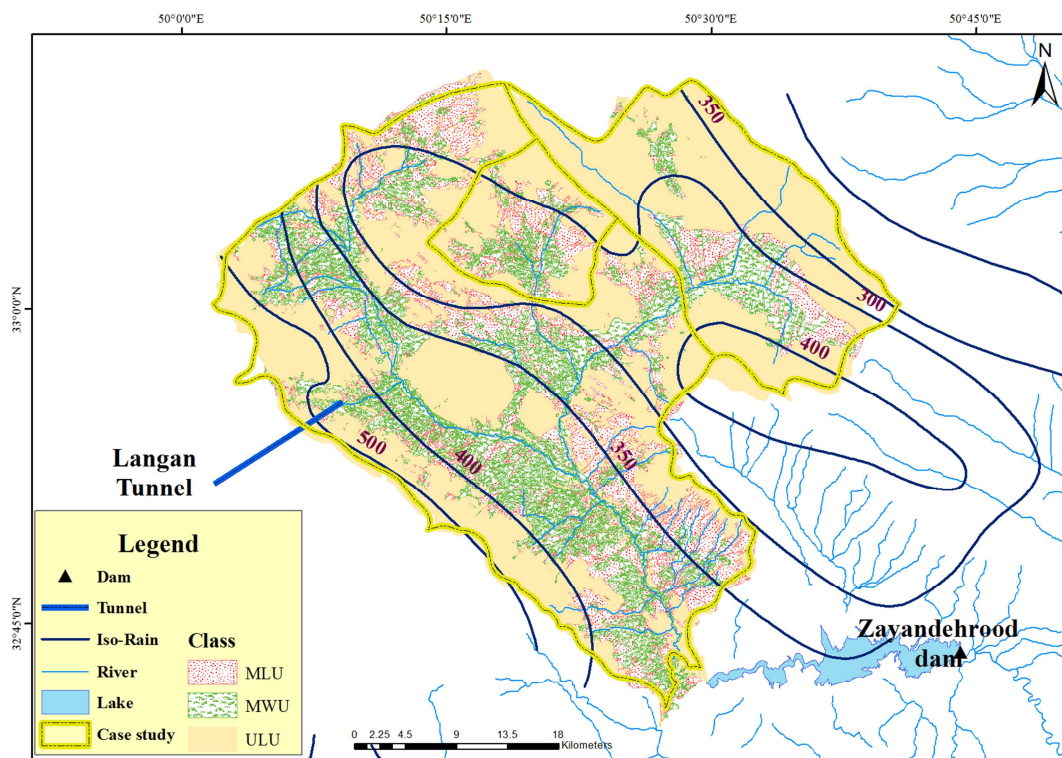 50°0'0"E 50°15'0"E 50°30'0"E 50°45'0"E
N
350
33°0'0"N
300
400
Langan
Tunnel
500
400
350
32°45'0"N
Zayandehrood
dam
Legend
Dam
Tunnel
Iso-Rain
River
Lake
Case study
Class
MLU
MWU
ULU
0 2.25 4.5 9 13.5 18
Kilometers